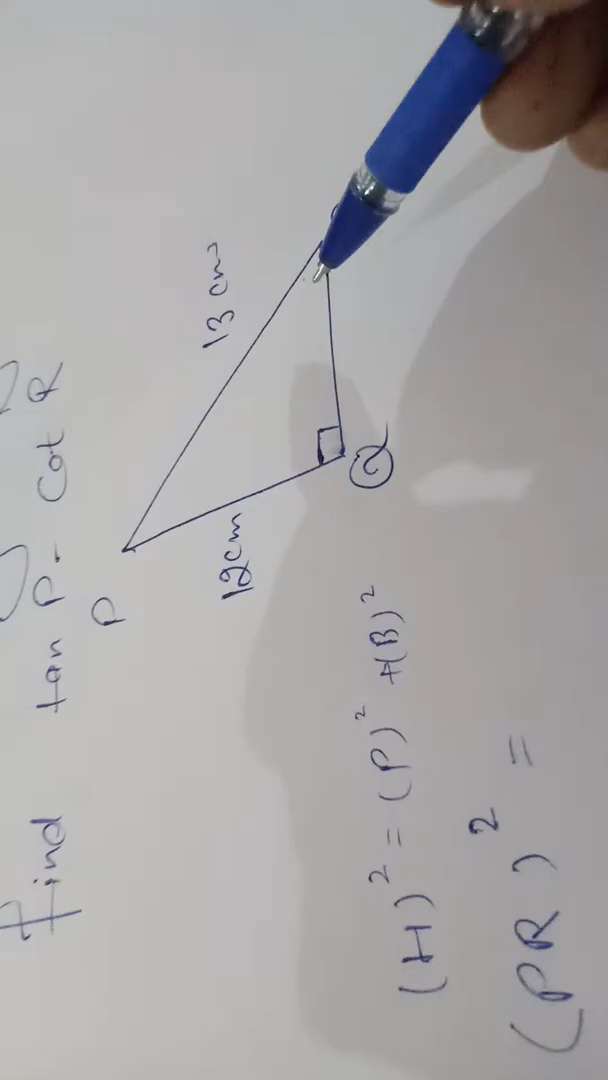 find tan P - Cot R
P
13 cm
12cm
Q
(H)² = (P)² + (B)²
(PR)² =